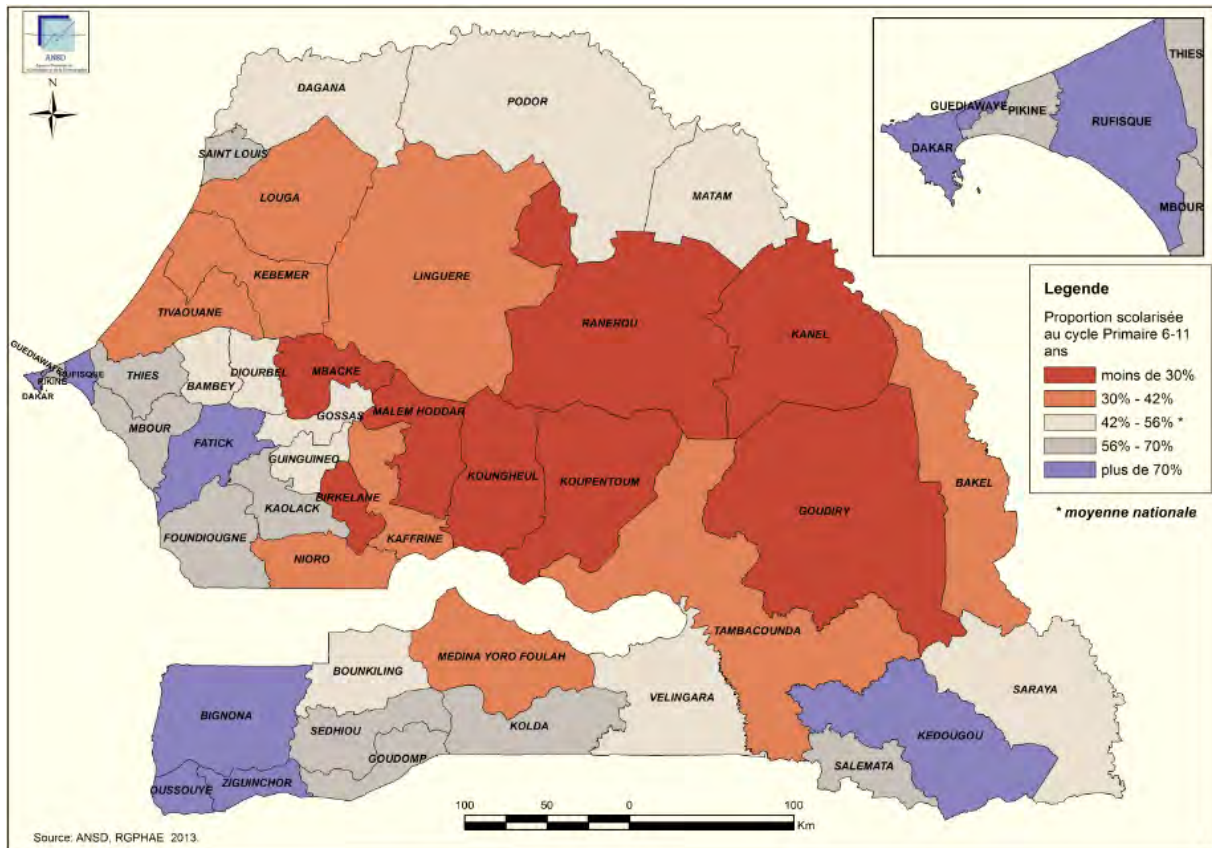 ANSD
N
DAGANA
PODOR
SAINT LOUIS
LOUGA
MATAM
LINGUERE
KEBEMER
TIVAOUANE
RANEROU
KANEL
GUEDIAWAYE
PIKINE
RUFISQUE
DAKAR
THIES
BAMBEY
DIOURBEL
MBACKE
MBOUR
GOSSAS
MALEM HODDAR
FATICK
GUINGUINEO
KOUNGHEUL
KOUPENTOUM
BIRKELANE
KAOLACK
GOUDIRY
BAKEL
FOUNDIOUGNE
KAFFRINE
NIORO
TAMBACOUNDA
MEDINA YORO FOULAH
BOUNKILING
VELINGARA
SARAYA
BIGNONA
SEDHIOU
KOLDA
KEDOUGOU
GOUDOMP
SALEMATA
OUSSOUYE
ZIGUINCHOR
THIES
GUEDIAWAYE
PIKINE
RUFISQUE
DAKAR
MBOUR
Legende
Proportion scolarisée
au cycle Primaire 6-11
ans
moins de 30%
30% - 42%
42% - 56% *
56% - 70%
plus de 70%
* moyenne nationale
100 50 0 100
Km
Source: ANSD, RGPHAE 2013.